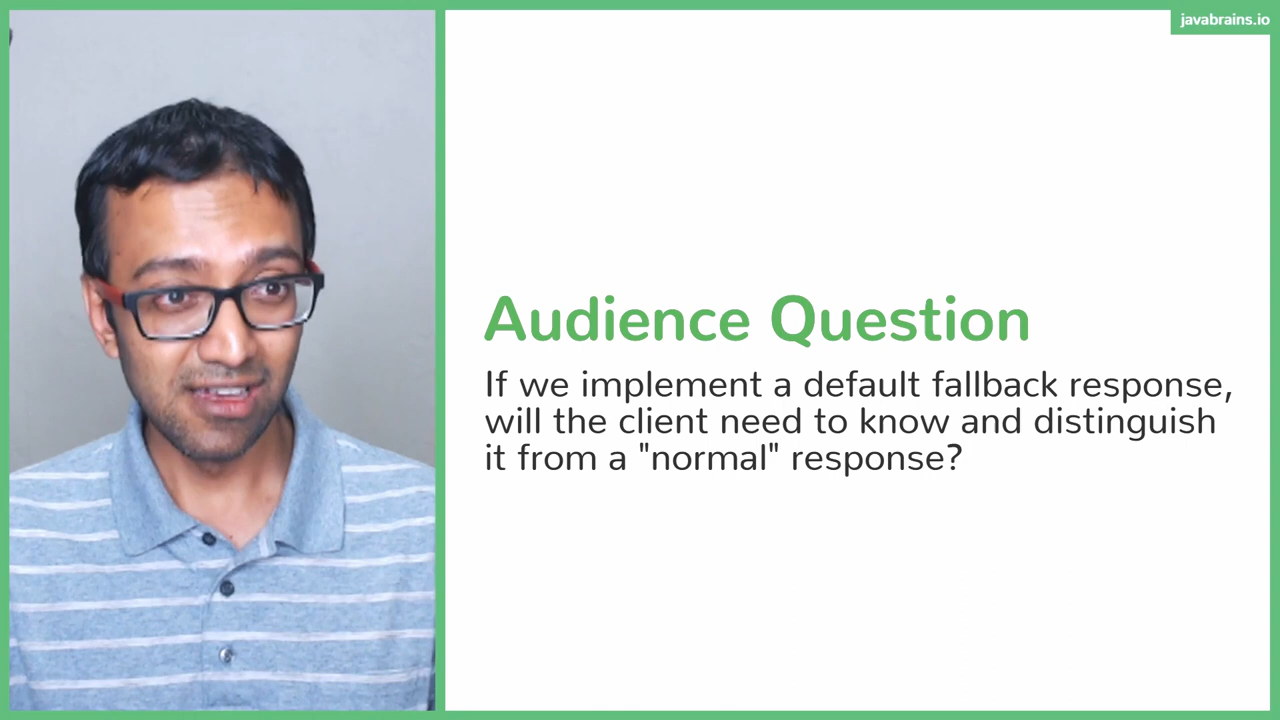 javabrains.io
Audience Question
If we implement a default fallback response,
will the client need to know and distinguish
it from a "normal" response?